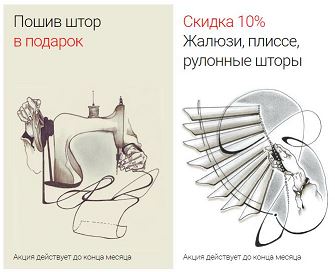 Пошив штор
в подарок
Акция действует до конца месяца
Скидка 10%
Жалюзи, плиссе,
рулонные шторы
Акция действует до конца месяца